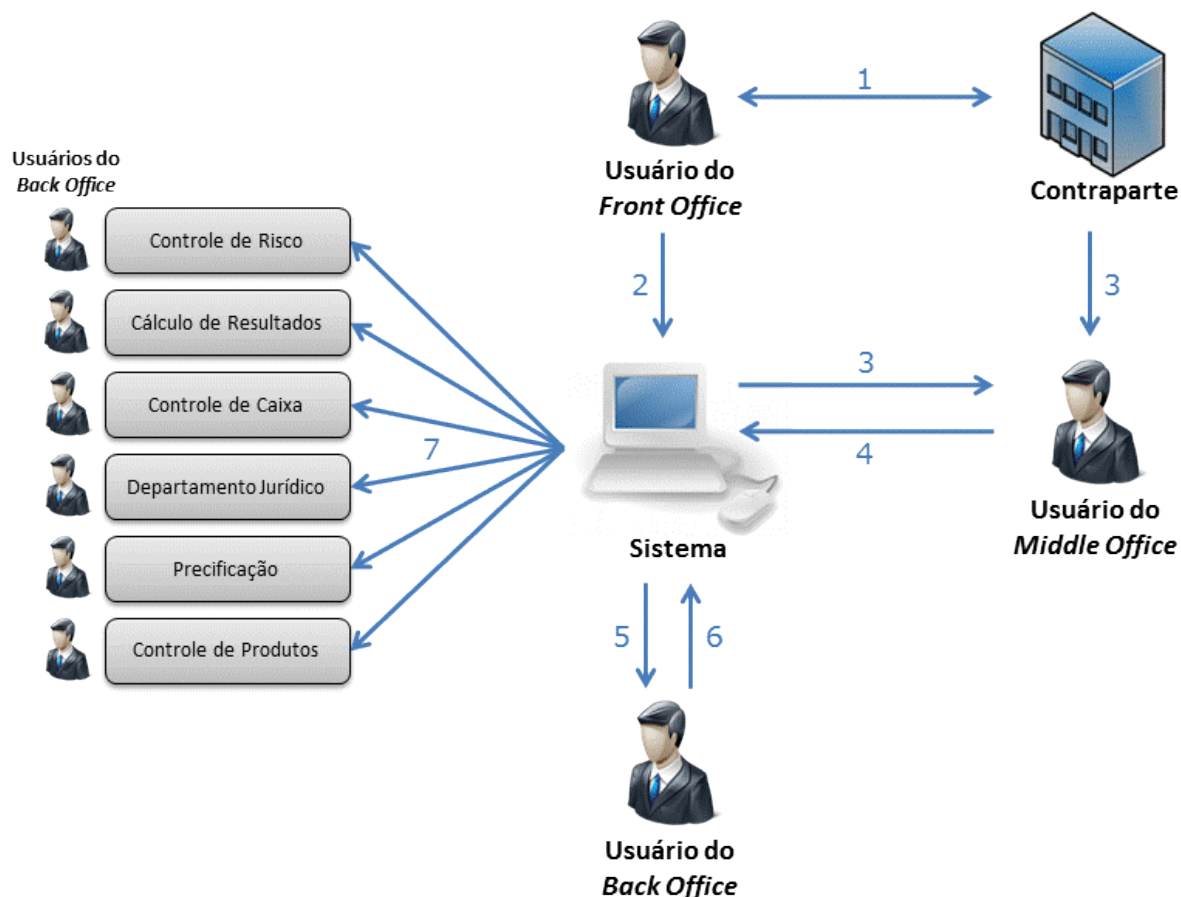 1
Usuário do
Front Office
Contraparte
Usuários do
Back Office
Controle de Risco
Cálculo de Resultados
Controle de Caixa
Departamento Jurídico
Precificação
Controle de Produtos
7
2
3
3
4
Sistema
Usuário do
Middle Office
5
6
Usuário do
Back Office